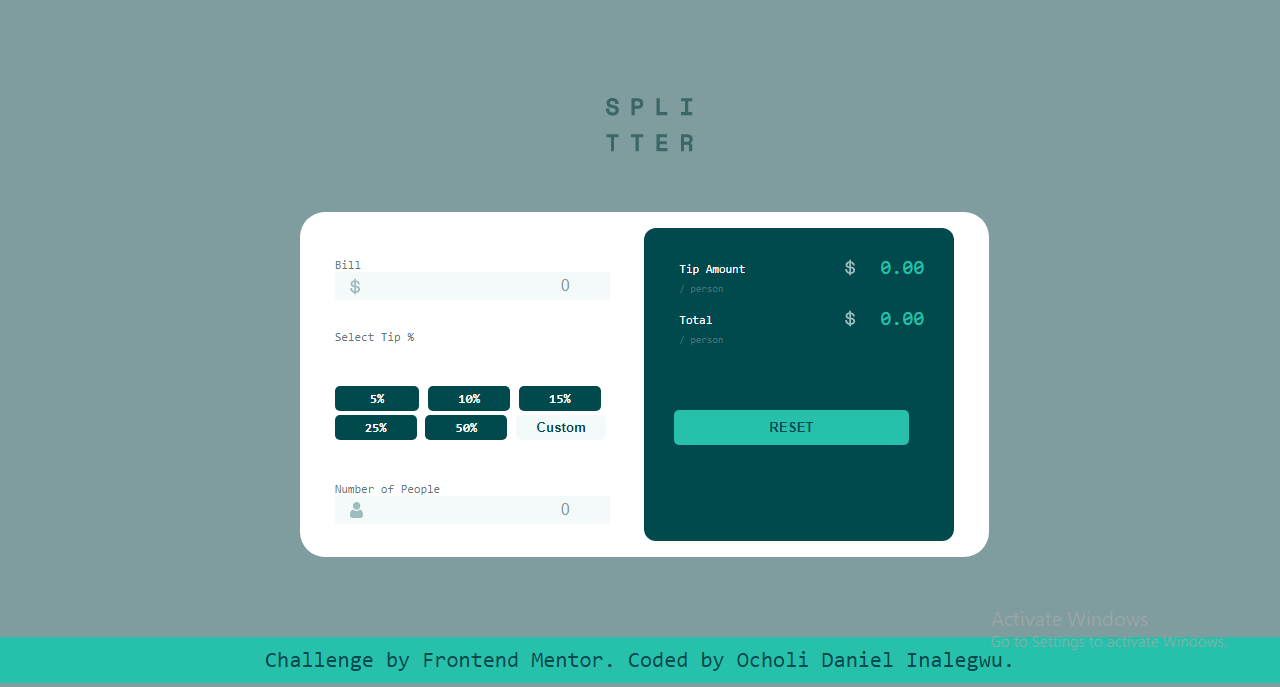 SPLI
TTER
Bill
$ 0
Select Tip %
5% 10% 15%
25% 50% Custom
Number of People
0
Tip Amount $ 0.00
/ person
Total $ 0.00
/ person
RESET
Activate Windows
Go to Settings to activate Windows.
Challenge by Frontend Mentor. Coded by Ocholi Daniel Inalegwu.